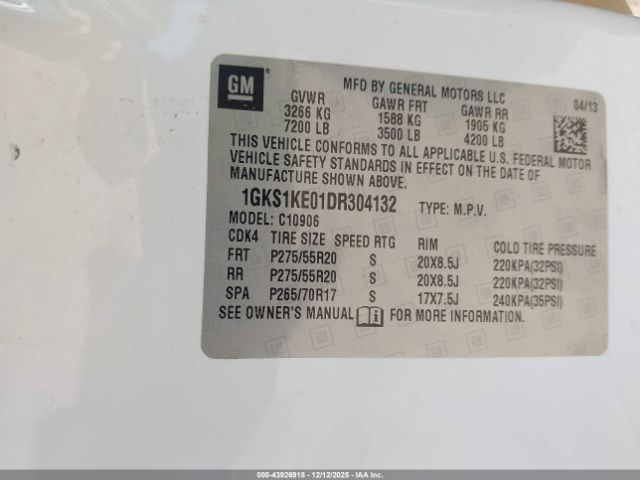 GM
MFD BY GENERAL MOTORS LLC
04/13
GVWR GAWR FRT GAWR RR
3266 KG 1588 KG 1905 KG
7200 LB 3500 LB 4200 LB
THIS VEHICLE CONFORMS TO ALL APPLICABLE U.S. FEDERAL MOTOR
VEHICLE SAFETY STANDARDS IN EFFECT ON THE DATE OF
MANUFACTURE SHOWN ABOVE.
1GKS1KE01DR304132 TYPE: M.P.V.
MODEL: C10906
CDK4 TIRE SIZE SPEED RTG RIM COLD TIRE PRESSURE
FRT P275/55R20 S 20X8.5J 220KPA(32PSI)
RR P275/55R20 S 20X8.5J 220KPA(32PSI)
SPA P265/70R17 S 17X7.5J 240KPA(35PSI)
SEE OWNER'S MANUAL i FOR MORE INFORMATION.
000-43926918 - 12/12/2025 - IAAI, Inc.